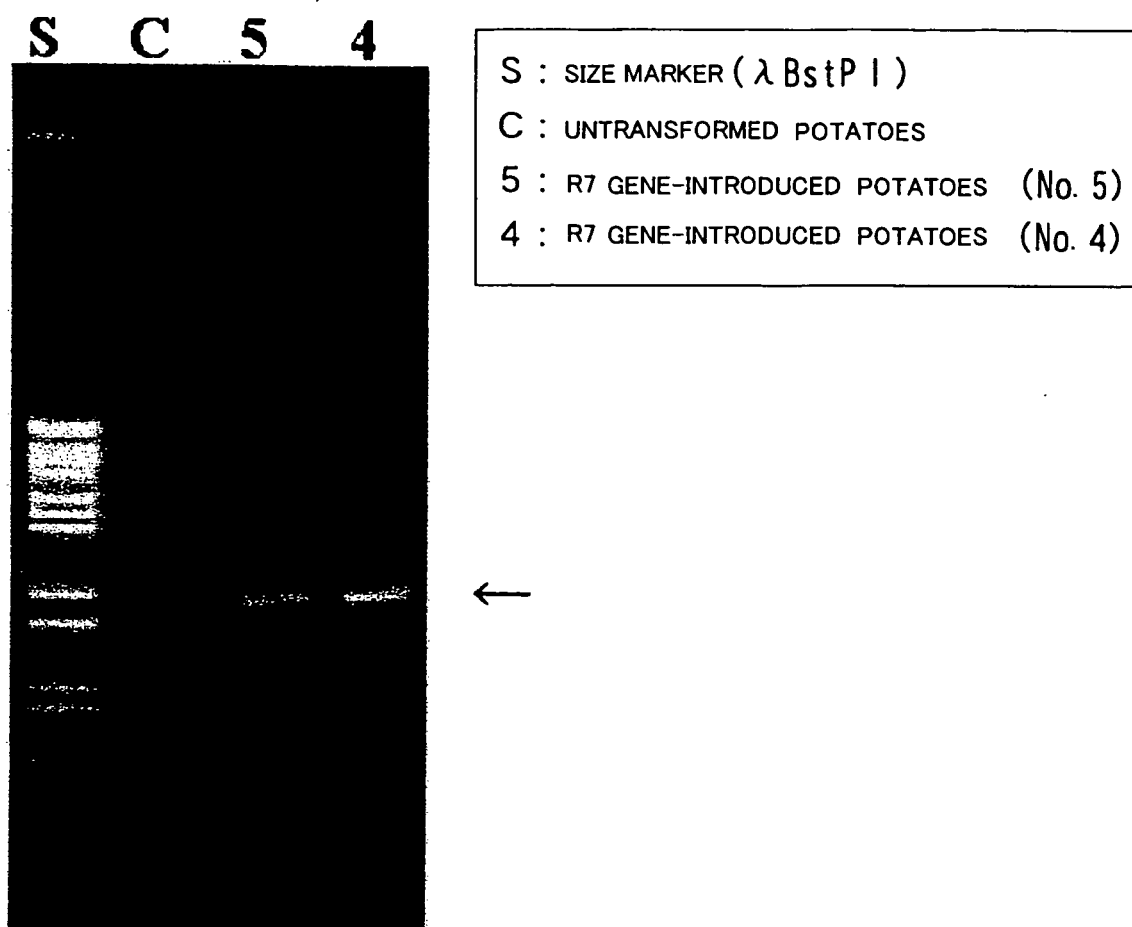 S C 5 4
S : SIZE MARKER (λ BstP I)
C : UNTRANSFORMED POTATOES
5 : R7 GENE-INTRODUCED POTATOES (No. 5)
4 : R7 GENE-INTRODUCED POTATOES (No. 4)